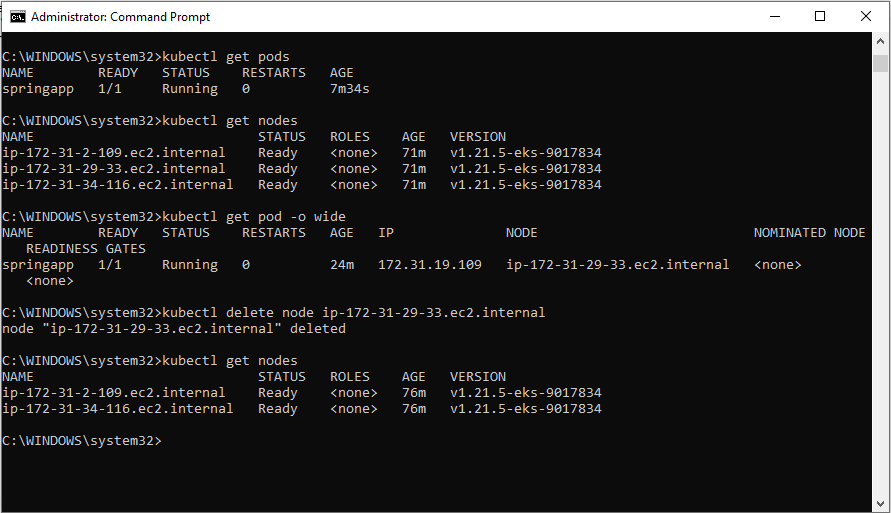 Administrator: Command Prompt
C:\WINDOWS\system32>kubectl get pods
NAME        READY   STATUS    RESTARTS   AGE
springapp   1/1     Running   0          7m34s
C:\WINDOWS\system32>kubectl get nodes
NAME                            STATUS   ROLES    AGE   VERSION
ip-172-31-2-109.ec2.internal    Ready    <none>   71m   v1.21.5-eks-9017834
ip-172-31-29-33.ec2.internal    Ready    <none>   71m   v1.21.5-eks-9017834
ip-172-31-34-116.ec2.internal   Ready    <none>   71m   v1.21.5-eks-9017834
C:\WINDOWS\system32>kubectl get pod -o wide
NAME        READY   STATUS    RESTARTS   AGE   IP              NODE                           NOMINATED NODE
   READINESS GATES
springapp   1/1     Running   0          24m   172.31.19.109   ip-172-31-29-33.ec2.internal   <none>
   <none>
C:\WINDOWS\system32>kubectl delete node ip-172-31-29-33.ec2.internal
node "ip-172-31-29-33.ec2.internal" deleted
C:\WINDOWS\system32>kubectl get nodes
NAME                            STATUS   ROLES    AGE   VERSION
ip-172-31-2-109.ec2.internal    Ready    <none>   76m   v1.21.5-eks-9017834
ip-172-31-34-116.ec2.internal   Ready    <none>   76m   v1.21.5-eks-9017834
C:\WINDOWS\system32>